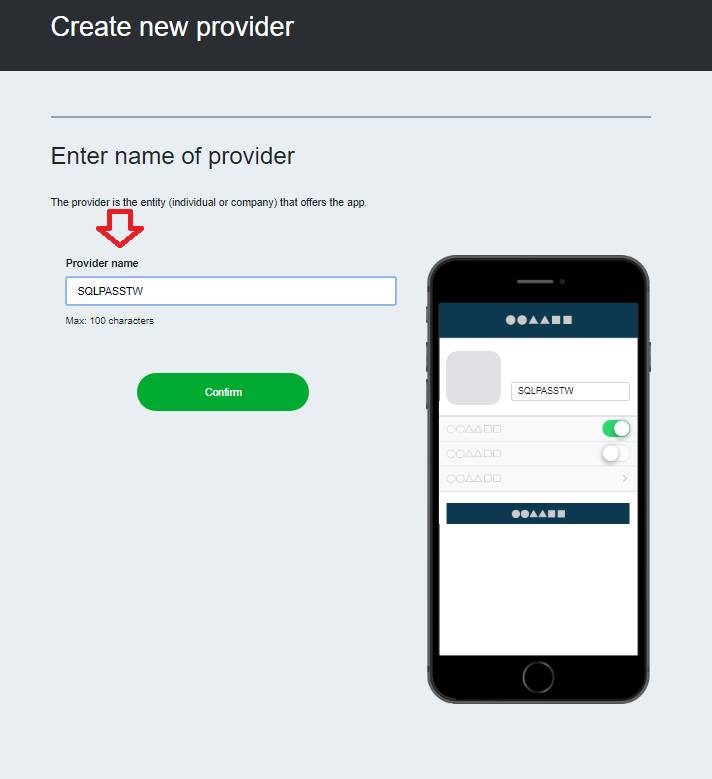 Create new provider
Enter name of provider
The provider is the entity (individual or company) that offers the app.
Provider name
SQLPASSTW
Max: 100 characters
Confirm
SQLPASSTW